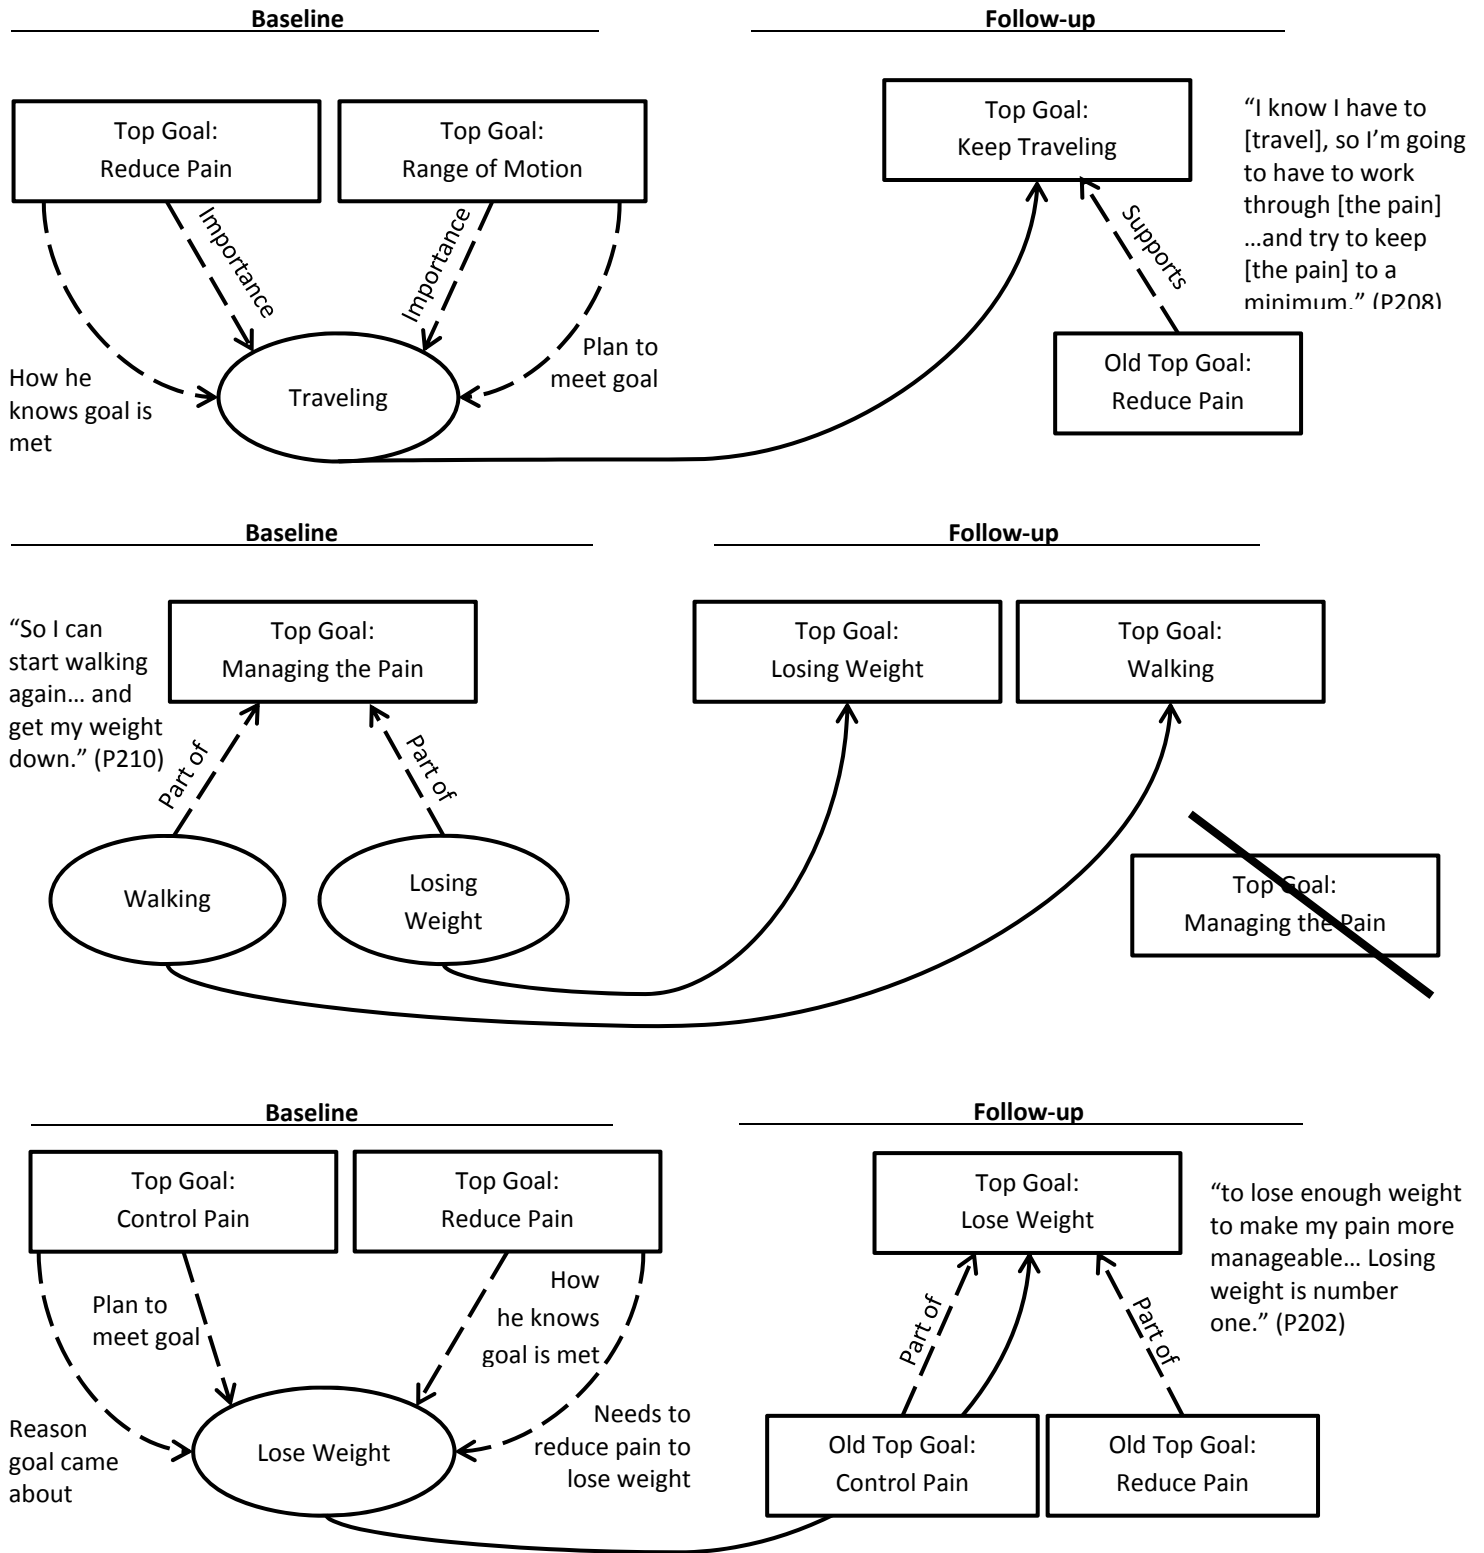 Baseline
Follow-up
Top Goal:
Reduce Pain
Top Goal:
Range of Motion
Importance
Importance
How he
knows goal is
met
Plan to
meet goal
Traveling
Top Goal:
Keep Traveling
Supports
Old Top Goal:
Reduce Pain
“I know I have to
[travel], so I’m going
to have to work
through [the pain]
…and try to keep
[the pain] to a
minimum.” (P208)
Baseline
Follow-up
“So I can
start walking
again… and
get my weight
down.” (P210)
Top Goal:
Managing the Pain
Part of
Part of
Walking
Losing
Weight
Top Goal:
Losing Weight
Top Goal:
Walking
Top Goal:
Managing the Pain
Baseline
Follow-up
Top Goal:
Control Pain
Top Goal:
Reduce Pain
Plan to
meet goal
How
he knows
goal is met
Reason
goal came
about
Lose Weight
Needs to
reduce pain to
lose weight
Top Goal:
Lose Weight
Part of
Part of
Old Top Goal:
Control Pain
Old Top Goal:
Reduce Pain
“to lose enough weight
to make my pain more
manageable… Losing
weight is number
one.” (P202)